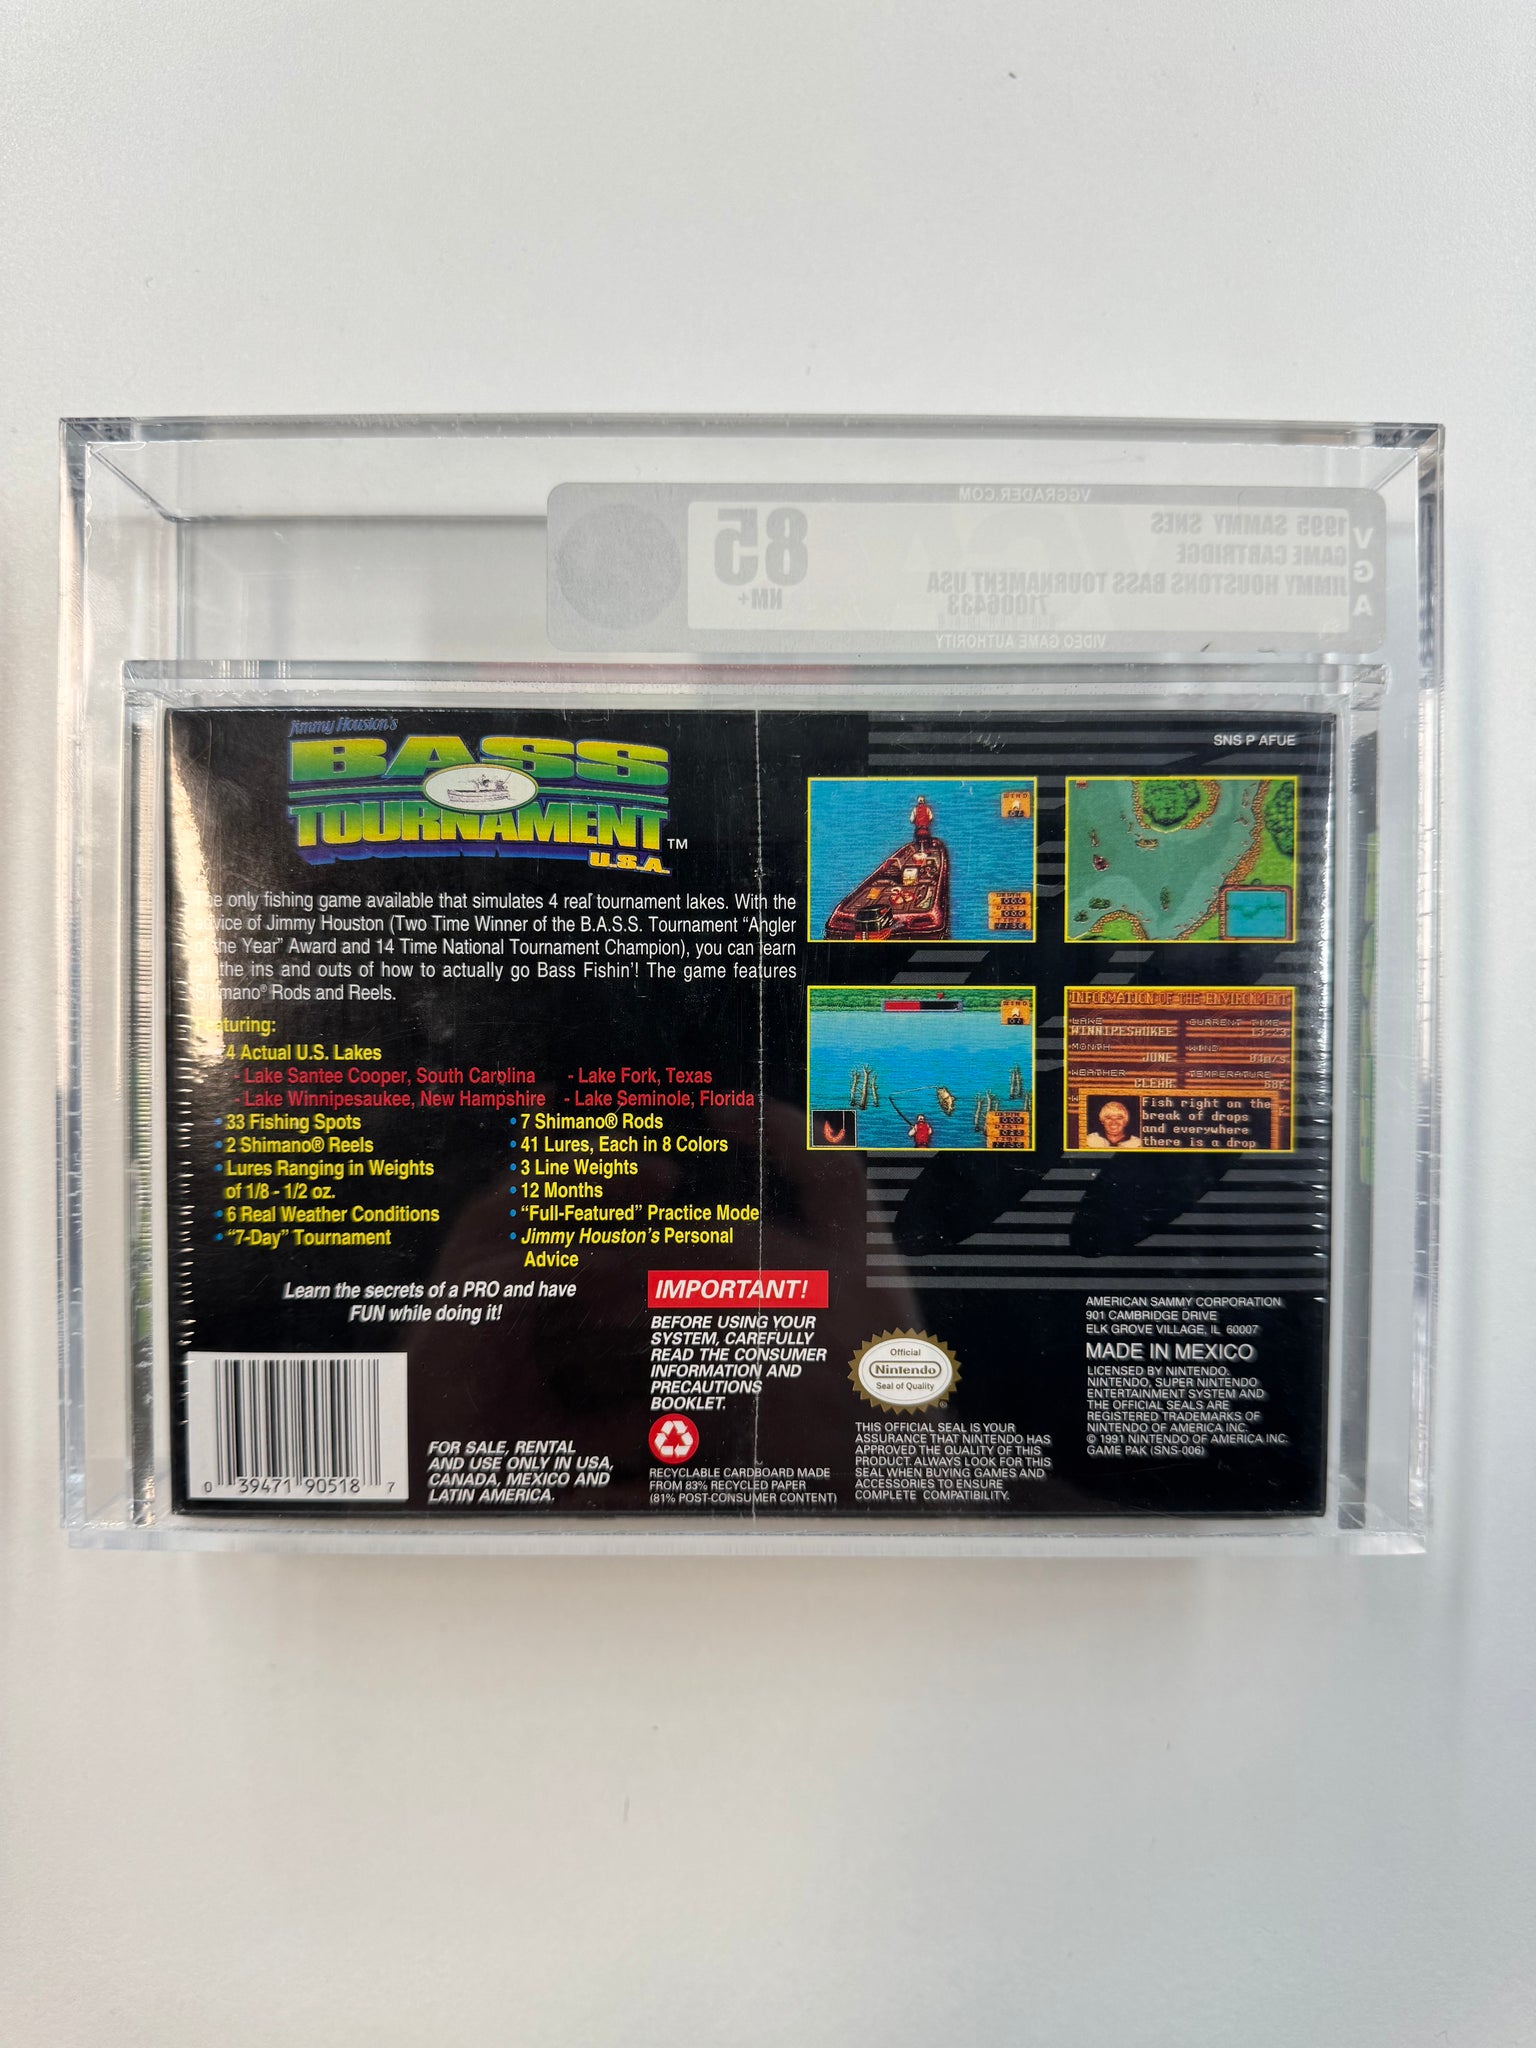 VGGRADER.COM
1995 SAMMY SNES
GAME CARTRIDGE
JIMMY HOUSTONS BASS TOURNAMENT USA
71006433
85
NM+
VGA
VIDEO GAME AUTHORITY
Jimmy Houston's
BASS
TOURNAMENT™
U.S.A.
The only fishing game available that simulates 4 real tournament lakes. With the
advice of Jimmy Houston (Two Time Winner of the B.A.S.S. Tournament "Angler
of the Year" Award and 14 Time National Tournament Champion), you can learn
all the ins and outs of how to actually go Bass Fishin'! The game features
Shimano® Rods and Reels.
Featuring:
• 4 Actual U.S. Lakes
- Lake Santee Cooper, South Carolina - Lake Fork, Texas
- Lake Winnipesaukee, New Hampshire - Lake Seminole, Florida
• 33 Fishing Spots
• 2 Shimano® Reels
• Lures Ranging in Weights
of 1/8 - 1/2 oz.
• 6 Real Weather Conditions
• "7-Day" Tournament
• 7 Shimano® Rods
• 41 Lures, Each in 8 Colors
• 3 Line Weights
• 12 Months
• "Full-Featured" Practice Mode
• Jimmy Houston's Personal
Advice
Learn the secrets of a PRO and have
FUN while doing it!
0 39471 90518 7
FOR SALE, RENTAL
AND USE ONLY IN USA,
CANADA, MEXICO AND
LATIN AMERICA.
IMPORTANT!
BEFORE USING YOUR
SYSTEM, CAREFULLY
READ THE CONSUMER
INFORMATION AND
PRECAUTIONS
BOOKLET.
RECYCLABLE CARDBOARD MADE
FROM 83% RECYCLED PAPER
(81% POST-CONSUMER CONTENT)
SNS P AFUE
WIND
WIND
INFORMATION OF THE ENVIRONMENT
LAKE
WINNIPESAUKEE
CURRENT TIME
13:23
MONTH
JUNE
WIND
04m/s
WEATHER
CLEAR
TEMPERATURE
68F
Fish right on the
break of drops
and everywhere
there is a drop
Official
Nintendo
Seal of Quality
®
THIS OFFICIAL SEAL IS YOUR
ASSURANCE THAT NINTENDO HAS
APPROVED THE QUALITY OF THIS
PRODUCT. ALWAYS LOOK FOR THIS
SEAL WHEN BUYING GAMES AND
ACCESSORIES TO ENSURE
COMPLETE COMPATIBILITY.
AMERICAN SAMMY CORPORATION
901 CAMBRIDGE DRIVE
ELK GROVE VILLAGE, IL 60007
MADE IN MEXICO
LICENSED BY NINTENDO.
NINTENDO, SUPER NINTENDO
ENTERTAINMENT SYSTEM AND
THE OFFICIAL SEALS ARE
REGISTERED TRADEMARKS OF
NINTENDO OF AMERICA INC.
© 1991 NINTENDO OF AMERICA INC.
GAME PAK (SNS-006)